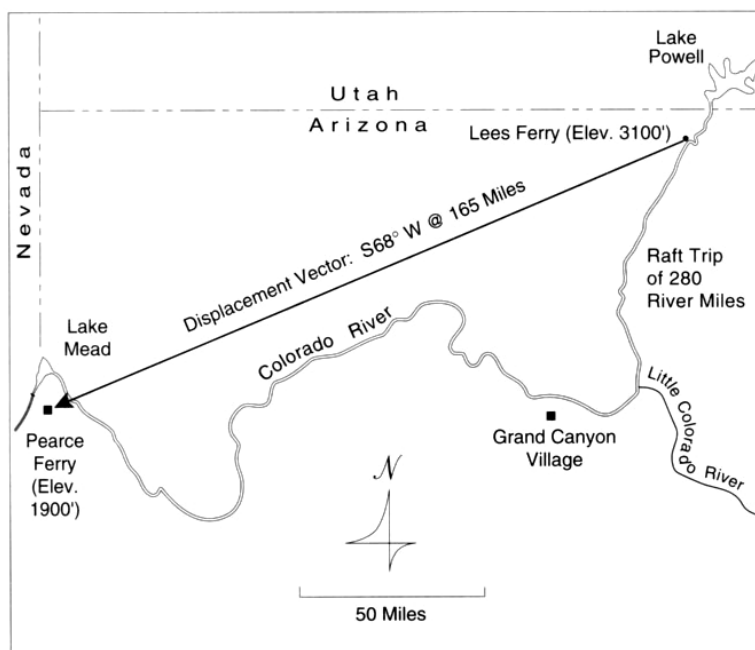 Lake
Powell
Utah
Arizona
Lees Ferry (Elev. 3100')
Nevada
Displacement Vector: S68° W @ 165 Miles
Raft Trip
of 280
River Miles
Lake
Mead
Colorado River
Little Colorado River
Pearce
Ferry
(Elev.
1900')
Grand Canyon
Village
N
50 Miles